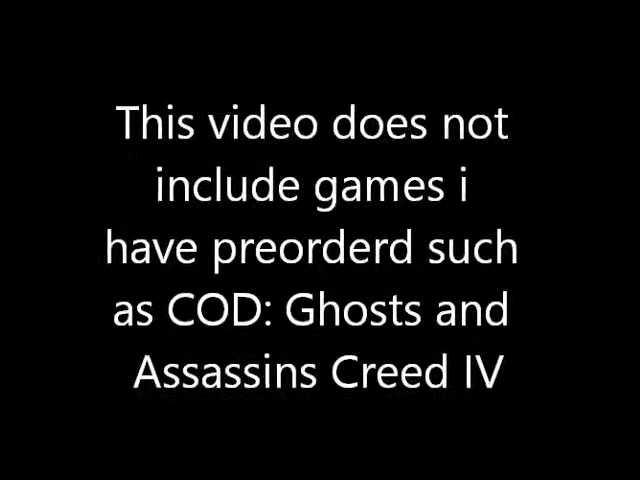 This video does not
include games i
have preorderd such
as COD: Ghosts and
Assassins Creed IV